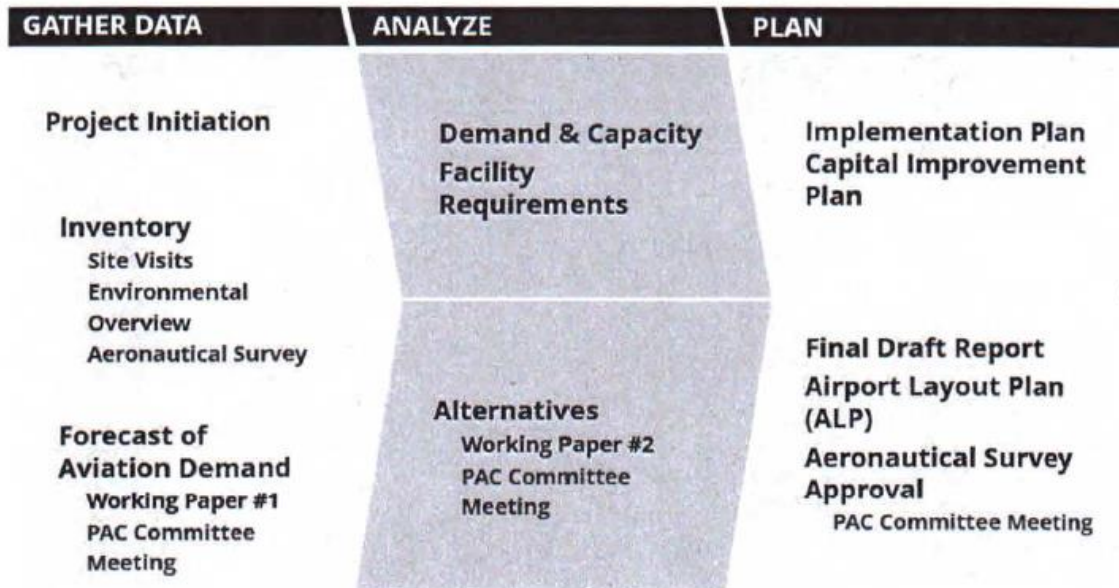 GATHER DATA
ANALYZE
PLAN
Project Initiation
Inventory
Site Visits
Environmental
Overview
Aeronautical Survey
Forecast of
Aviation Demand
Working Paper #1
PAC Committee
Meeting
Demand & Capacity
Facility
Requirements
Alternatives
Working Paper #2
PAC Committee
Meeting
Implementation Plan
Capital Improvement
Plan
Final Draft Report
Airport Layout Plan
(ALP)
Aeronautical Survey
Approval
PAC Committee Meeting